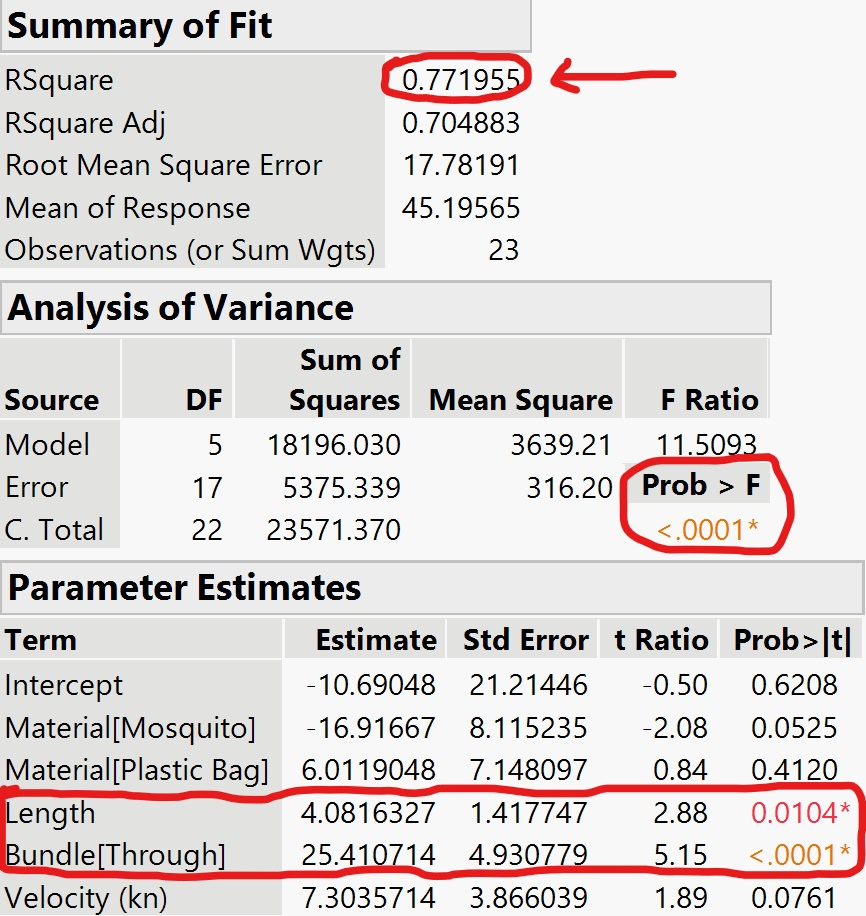 Summary of Fit
RSquare 0.771955
RSquare Adj 0.704883
Root Mean Square Error 17.78191
Mean of Response 45.19565
Observations (or Sum Wgts) 23
Analysis of Variance
Source DF Sum of Squares Mean Square F Ratio
Model 5 18196.030 3639.21 11.5093
Error 17 5375.339 316.20 Prob > F
C. Total 22 23571.370 <.0001*
Parameter Estimates
Term Estimate Std Error t Ratio Prob>|t|
Intercept -10.69048 21.21446 -0.50 0.6208
Material[Mosquito] -16.91667 8.115235 -2.08 0.0525
Material[Plastic Bag] 6.0119048 7.148097 0.84 0.4120
Length 4.0816327 1.417747 2.88 0.0104*
Bundle[Through] 25.410714 4.930779 5.15 <.0001*
Velocity (kn) 7.3035714 3.866039 1.89 0.0761